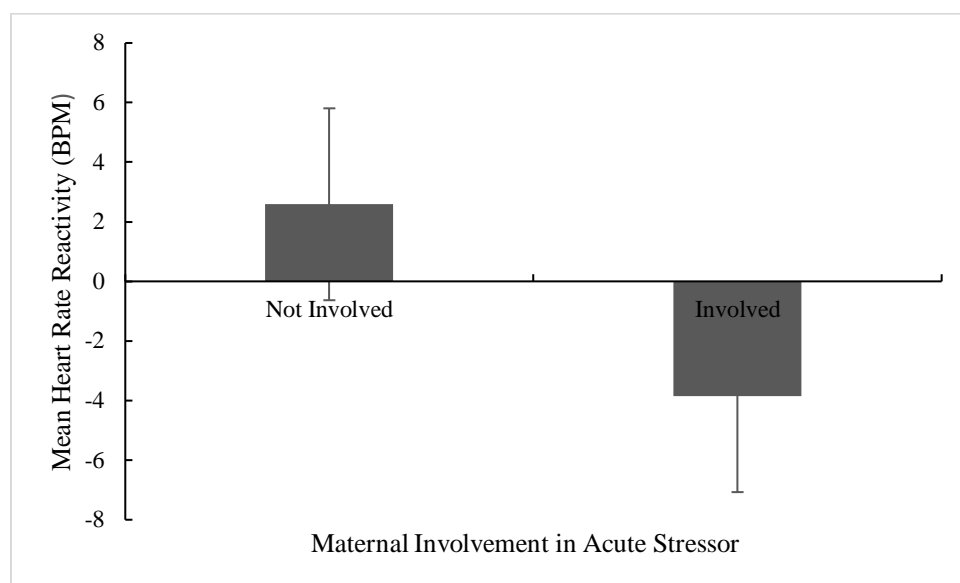 Mean Heart Rate Reactivity (BPM)
8
6
4
2
0
-2
-4
-6
-8
Not Involved
Involved
Maternal Involvement in Acute Stressor